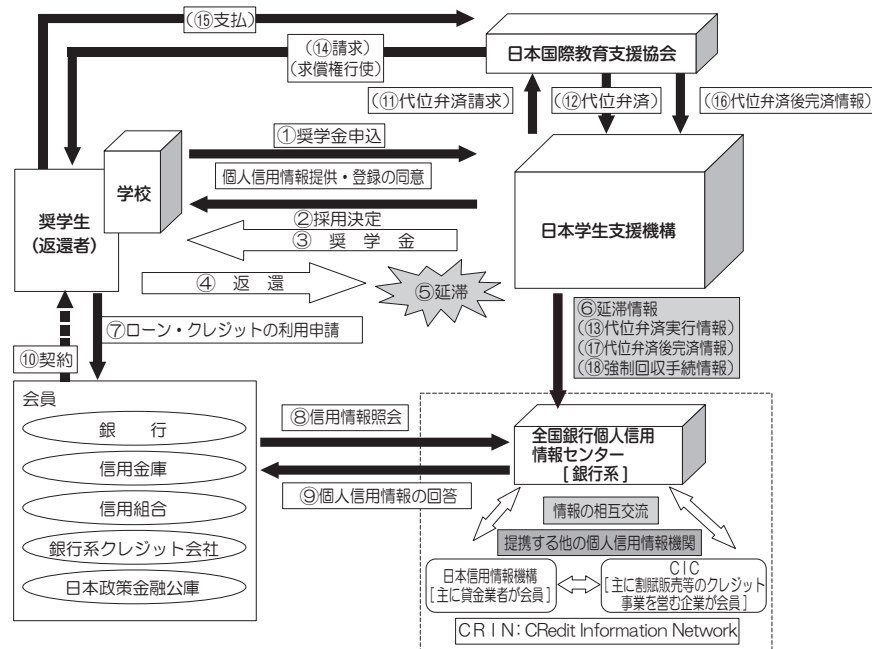 (⑮支払)
(⑭請求)
(求償権行使)
日本国際教育支援協会
(⑪代位弁済請求)
(⑫代位弁済)
(⑯代位弁済後完済情報)
①奨学金申込
個人信用情報提供・登録の同意
学校
奨学生
(返還者)
②採用決定
③ 奨 学 金
日本学生支援機構
④ 返 還
⑤延滞
⑥延滞情報
(⑬代位弁済実行情報)
(⑰代位弁済後完済情報)
(⑱強制回収手続情報)
⑦ローン・クレジットの利用申請
⑩契約
会員
銀 行
信用金庫
信用組合
銀行系クレジット会社
日本政策金融公庫
⑧信用情報照会
⑨個人信用情報の回答
全国銀行個人信用
情報センター
[銀行系]
情報の相互交流
提携する他の個人信用情報機関
日本信用情報機構
[主に貸金業者が会員]
CIC
[主に割賦販売等のクレジット
事業を営む企業が会員]
CRIN:CRedit Information Network